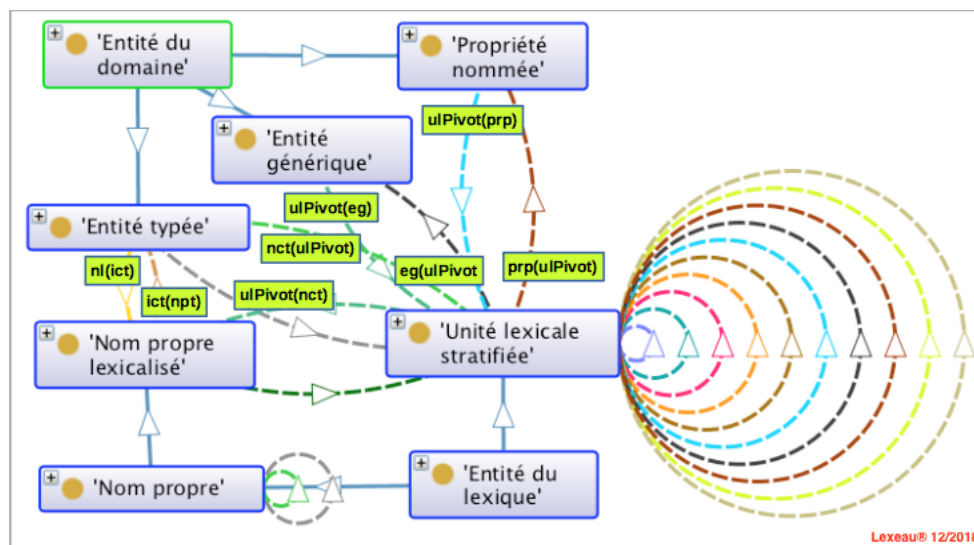 'Entité du
domaine'
'Propriété
nommée'
ulPivot(prp)
'Entité
générique'
ulPivot(eg)
'Entité typée'
nct(ulPivot)
eg(ulPivot
prp(ulPivot)
nl(ict)
ict(npt)
ulPivot(nct)
'Nom propre
lexicalisé'
'Unité lexicale
stratifiée'
'Nom propre'
'Entité du
lexique'
Lexeau® 12/2018